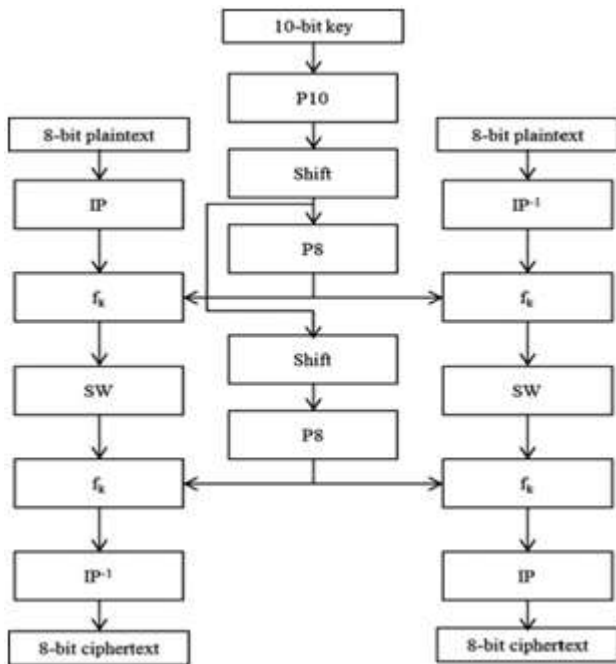 10-bit key
P10
8-bit plaintext
8-bit plaintext
Shift
IP
IP-1
P8
fk
fk
Shift
SW
SW
P8
fk
fk
IP-1
IP
8-bit ciphertext
8-bit ciphertext